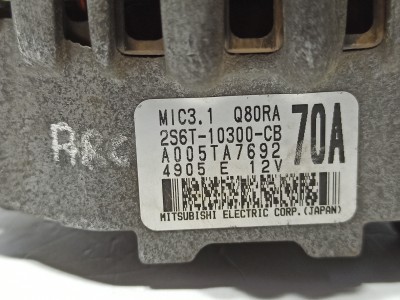 MIC3.1 Q80RA
2S6T-10300-CB 70A
A005TA7692
4905 E 12V
MITSUBISHI ELECTRIC CORP.(JAPAN)